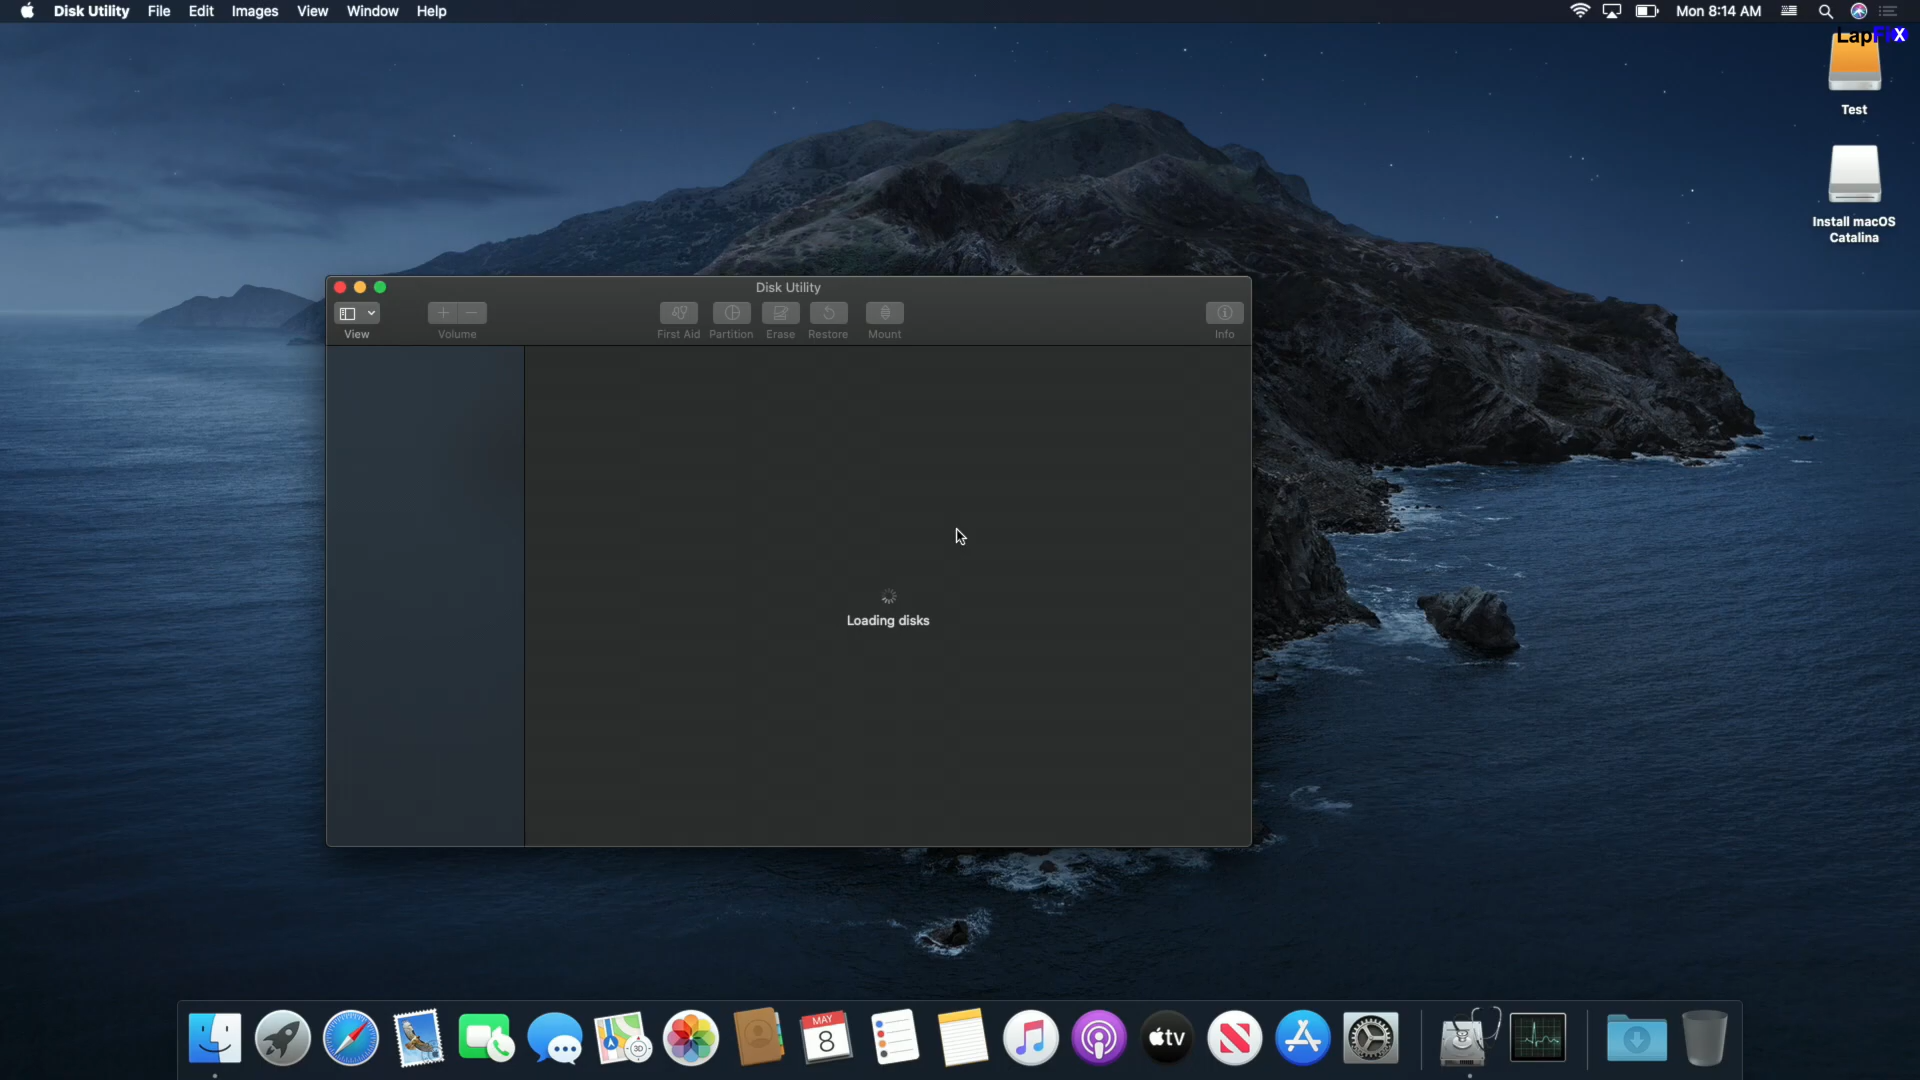 Disk Utility File Edit Images View Window Help
Mon 8:14 AM
LapFiX
Test
Install macOS
Catalina
Disk Utility
View
Volume
First Aid
Partition
Erase
Restore
Mount
Info
Loading disks
3D
MAY
8
tv